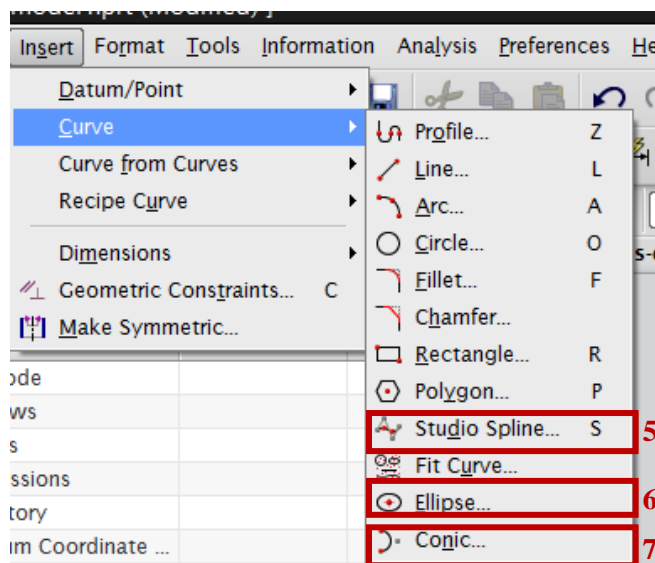 Insert Format Tools Information Analysis Preferences He
Datum/Point
Curve
Curve from Curves
Recipe Curve
Dimensions
Geometric Constraints... C
Make Symmetric...
Profile... Z
Line... L
Arc... A
Circle... O
Fillet... F
Chamfer...
Rectangle... R
Polygon... P
Studio Spline... S 5
Fit Curve...
Ellipse... 6
Conic... 7
ode
ws
s
ssions
tory
um Coordinate ...